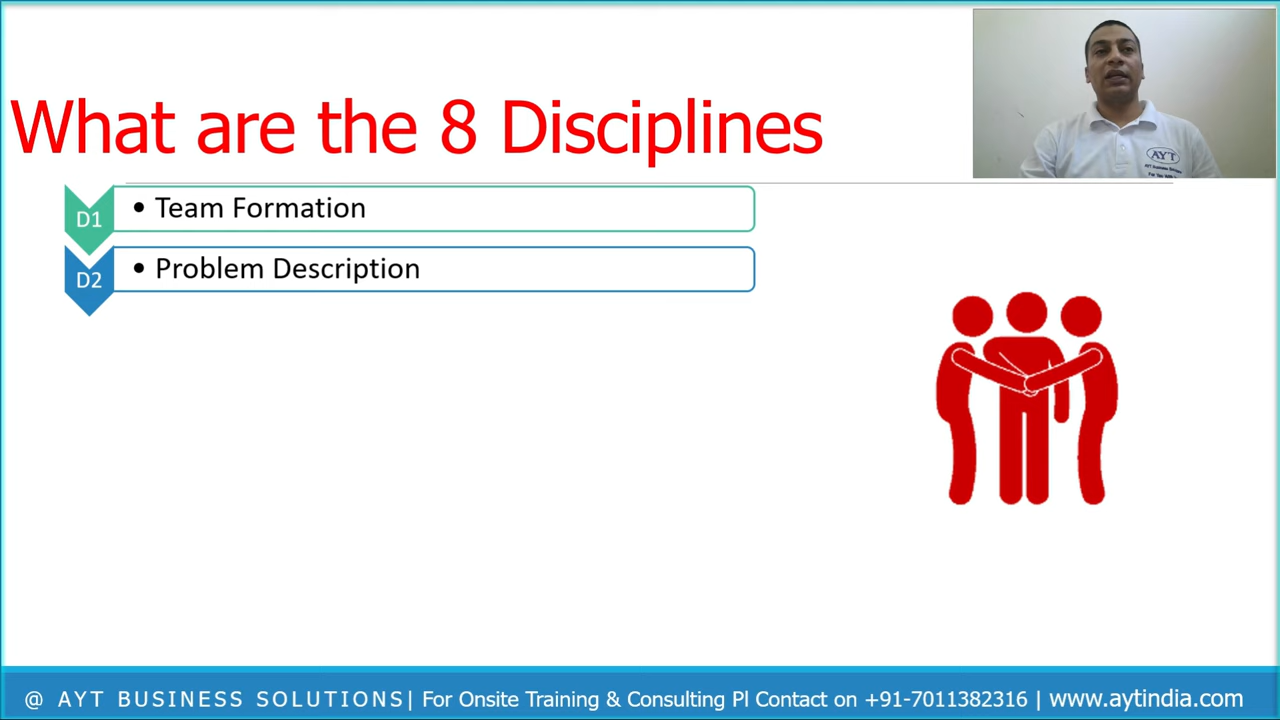 What are the 8 Disciplines
D1
• Team Formation
D2
• Problem Description
AYT
@ AYT BUSINESS SOLUTIONS| For Onsite Training & Consulting Pl Contact on +91-7011382316 | www.aytindia.com